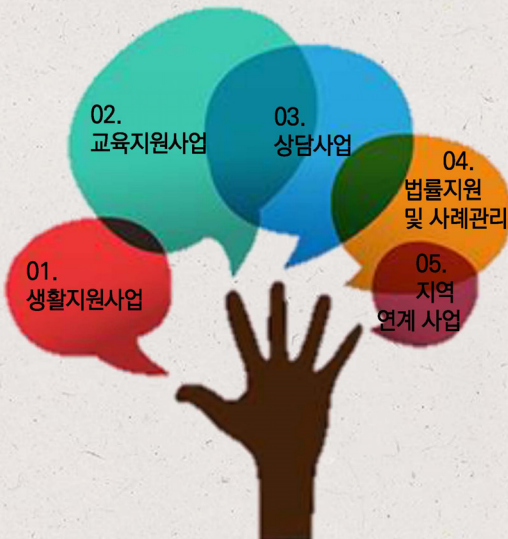 01.
생활지원사업
02.
교육지원사업
03.
상담사업
04.
법률지원
및 사례관리
05.
지역
연계 사업